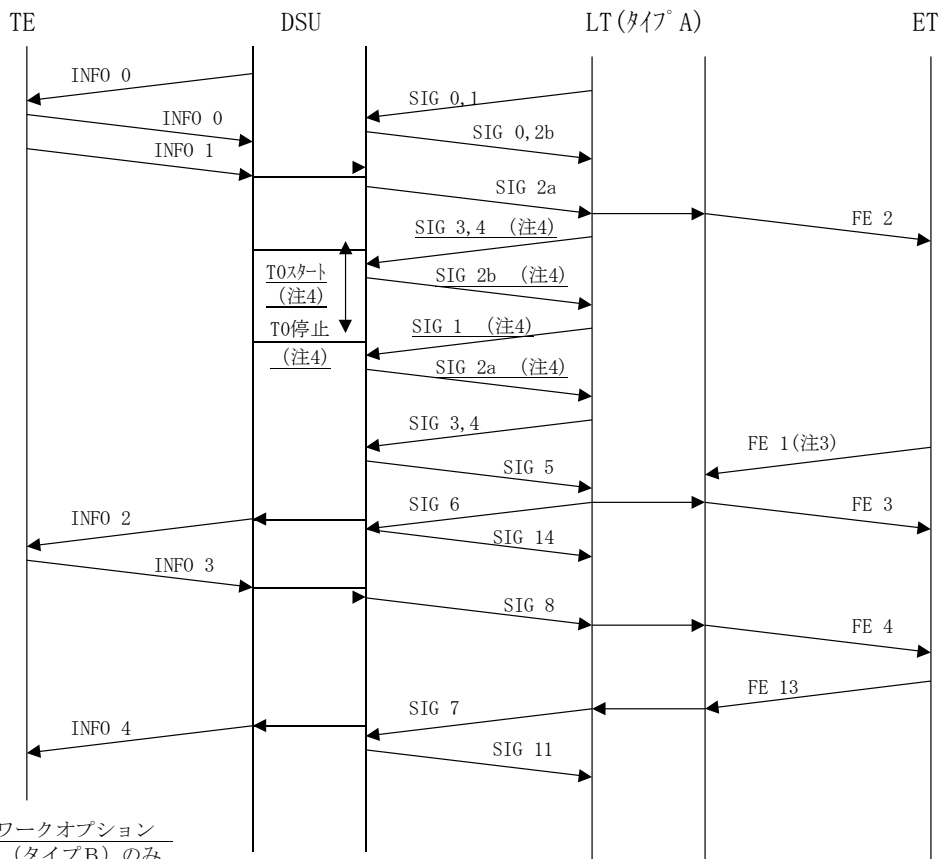 TE DSU LT(ﾀｲﾌﾟA) ET
INFO 0
SIG 0,1
INFO 0
SIG 0,2b
INFO 1
SIG 2a
FE 2
SIG 3,4 (注4)
T0ｽﾀｰﾄ
(注4)
SIG 2b (注4)
T0停止
(注4)
SIG 1 (注4)
SIG 2a (注4)
SIG 3,4
FE 1(注3)
SIG 5
SIG 6
FE 3
INFO 2
SIG 14
INFO 3
SIG 8
FE 4
FE 13
SIG 7
INFO 4
SIG 11
ワークオプション
(タイプB)のみ